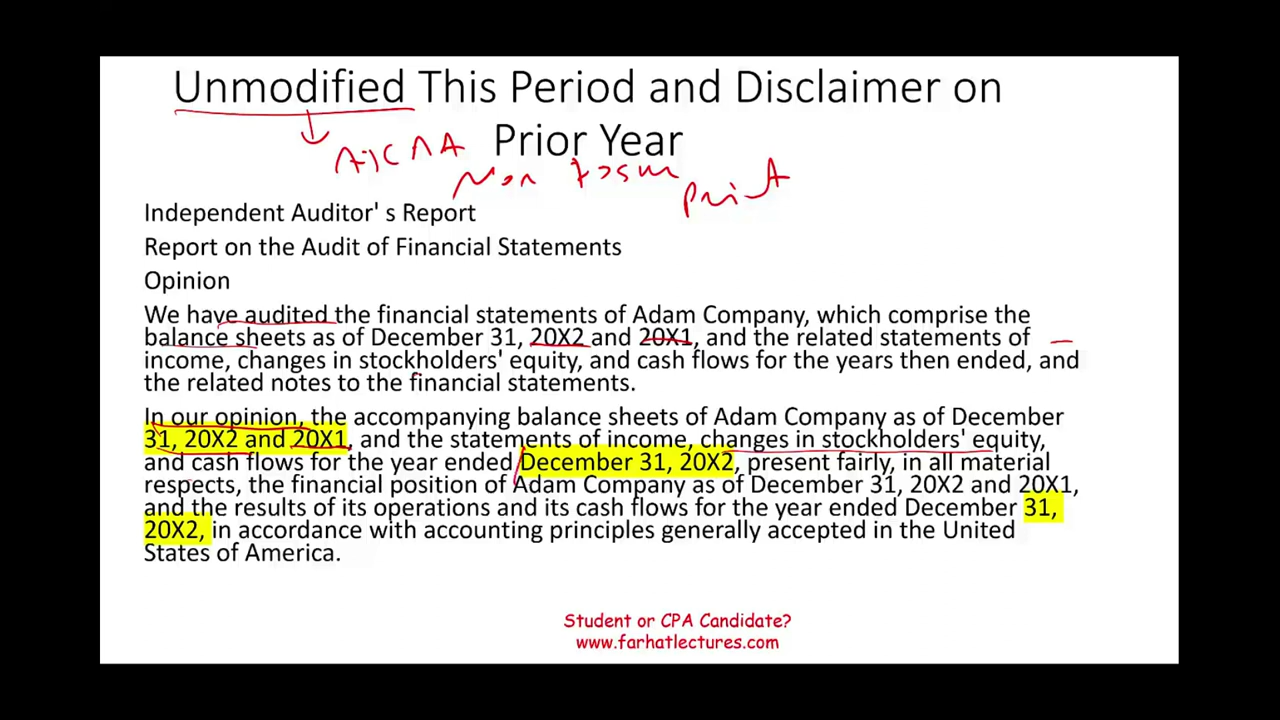 Unmodified This Period and Disclaimer on
Prior Year
AICPA
Non
Independent Auditor' s Report
Report on the Audit of Financial Statements
Opinion
We have audited the financial statements of Adam Company, which comprise the
balance sheets as of December 31, 20X2 and 20X1, and the related statements of
income, changes in stockholders' equity, and cash flows for the years then ended, and
the related notes to the financial statements.
In our opinion, the accompanying balance sheets of Adam Company as of December
31, 20X2 and 20X1, and the statements of income, changes in stockholders' equity,
and cash flows for the year ended December 31, 20X2, present fairly, in all material
respects, the financial position of Adam Company as of December 31, 20X2 and 20X1,
and the results of its operations and its cash flows for the year ended December 31,
20X2, in accordance with accounting principles generally accepted in the United
States of America.
Student or CPA Candidate?
www.farhatlectures.com